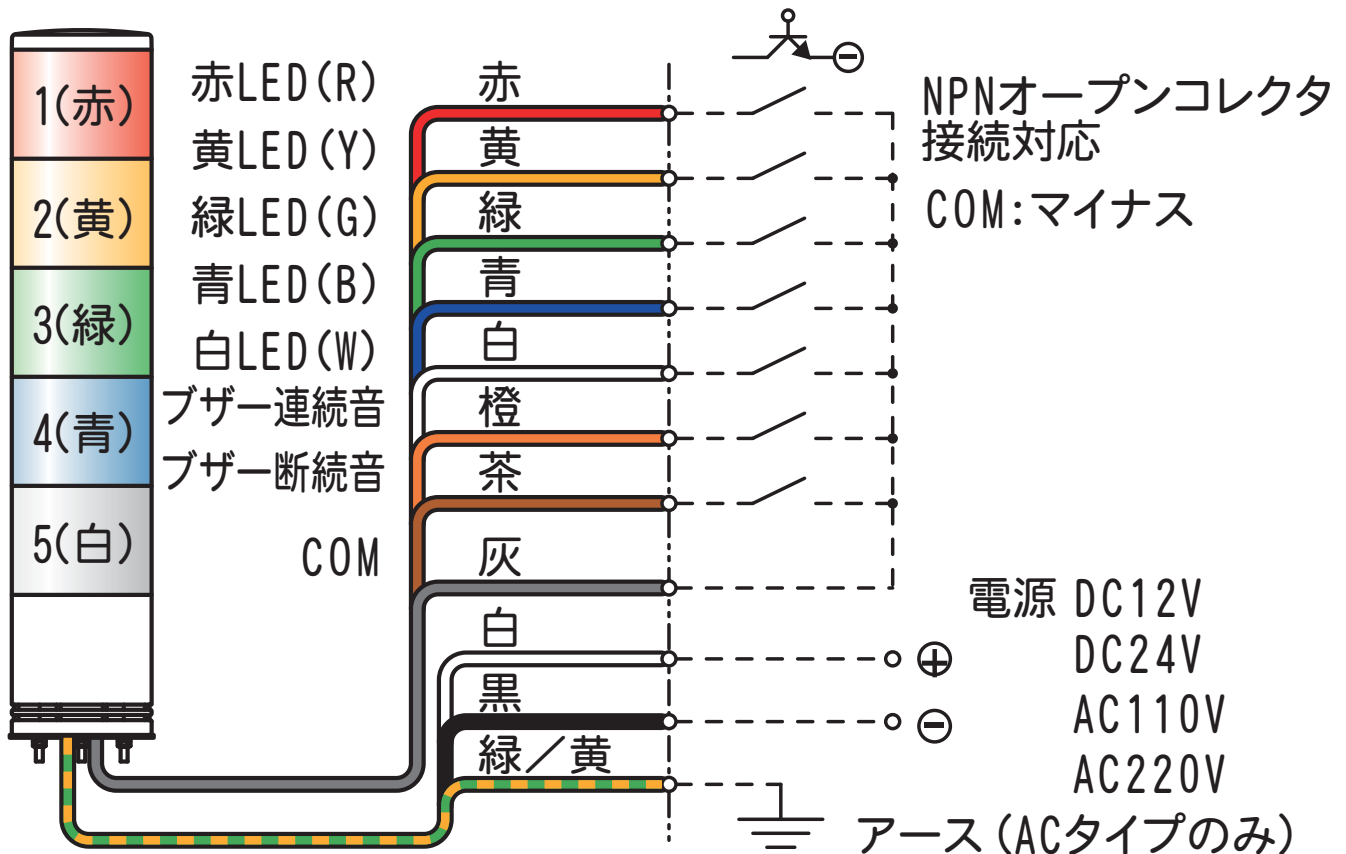 1(赤)
2(黄)
3(緑)
4(青)
5(白)
赤LED(R)
黄LED(Y)
緑LED(G)
青LED(B)
白LED(W)
ブザー連続音
ブザー断続音
COM
赤
黄
緑
青
白
橙
茶
灰
白
黒
緑／黄
NPNオープンコレクタ
接続対応
COM:マイナス
電源 DC12V
DC24V
AC110V
AC220V
アース(ACタイプのみ)